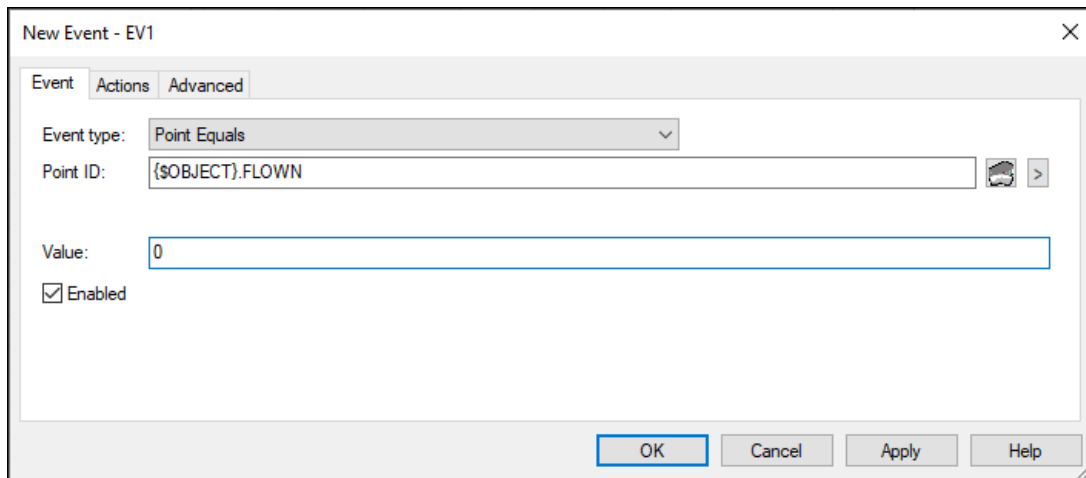 New Event - EV1
Event Actions Advanced
Event type: Point Equals
Point ID: {$OBJECT}.FLOWN >
Value: 0
Enabled
OK Cancel Apply Help